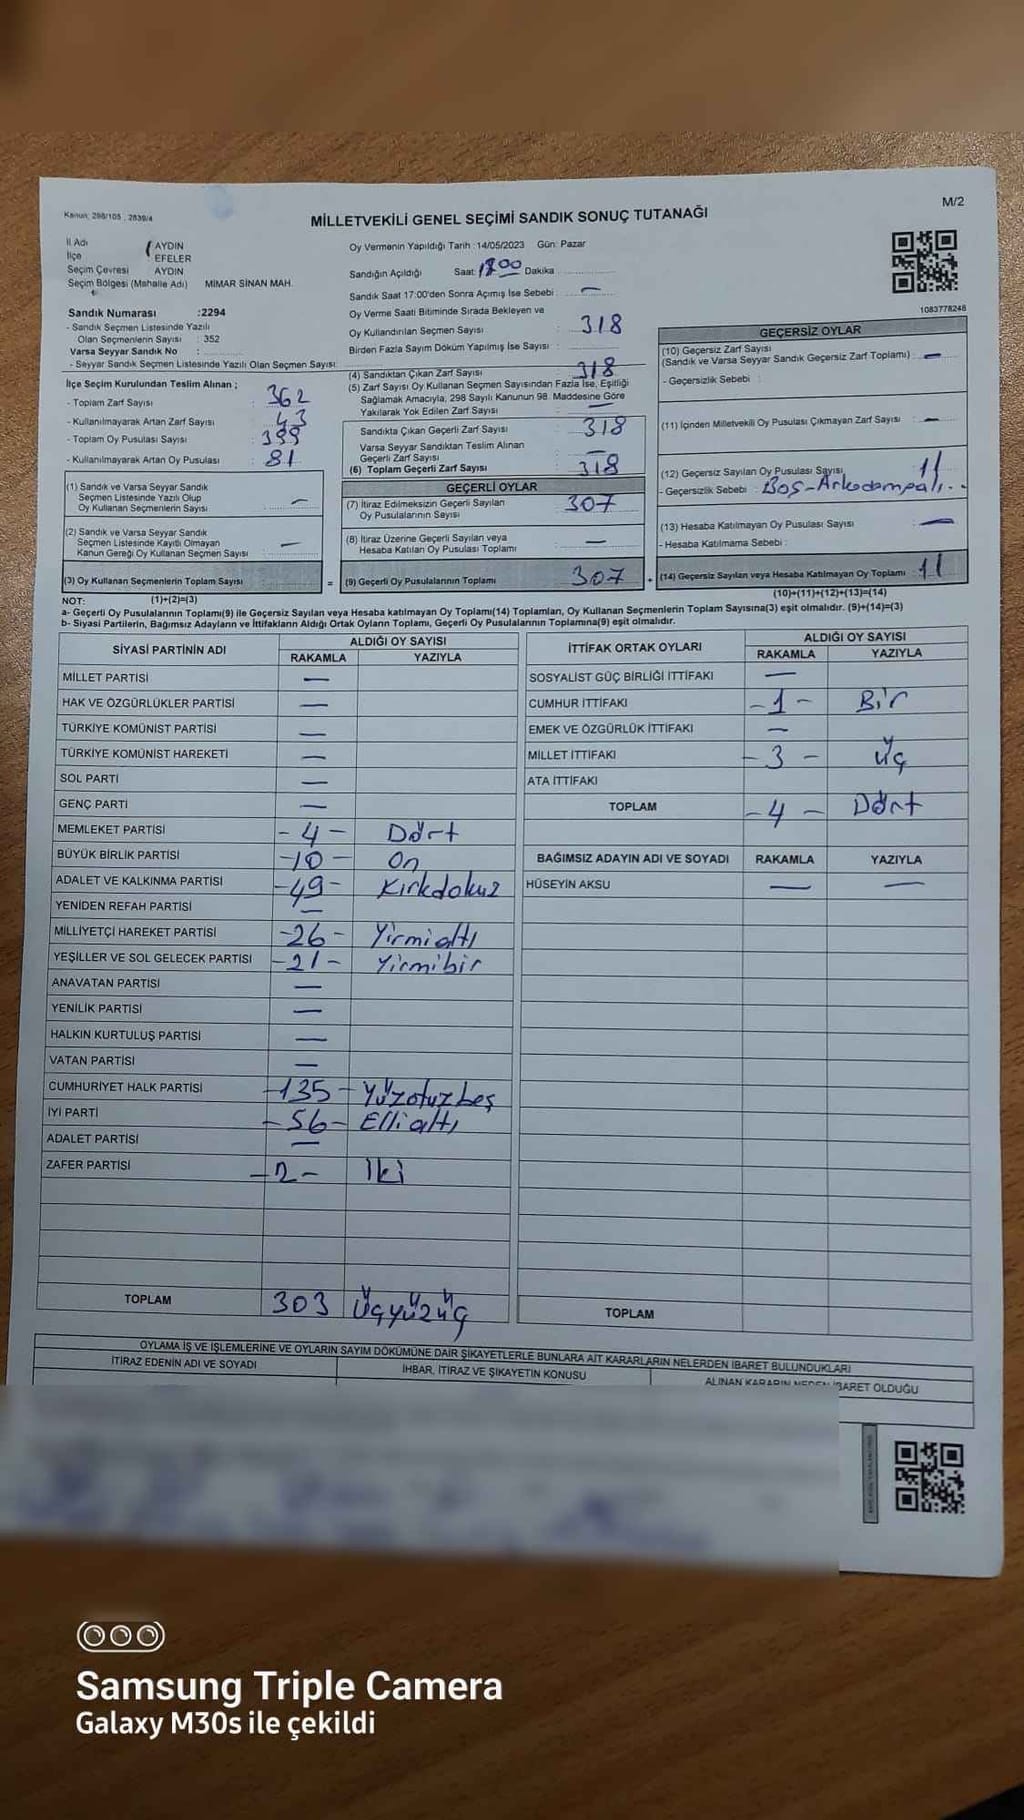 M/2
Kanun: 298/105 , 2839/4
MİLLETVEKİLİ GENEL SEÇİMİ SANDIK SONUÇ TUTANAĞI
İl Adı AYDIN
İlçe EFELER
Seçim Çevresi AYDIN
Seçim Bölgesi (Mahalle Adı) MİMAR SİNAN MAH.
Sandık Numarası :2294
- Sandık Seçmen Listesinde Yazılı
Olan Seçmenlerin Sayısı : 352
Varsa Seyyar Sandık No :
- Seyyar Sandık Seçmen Listesinde Yazılı Olan Seçmen Sayısı:
Oy Vermenin Yapıldığı Tarih :14/05/2023 Gün: Pazar
Sandığın Açıldığı Saat: Dakika
Sandık Saat 17:00'den Sonra Açımış İse Sebebi : —
Oy Verme Saati Bitiminde Sırada Bekleyen ve
Oy Kullandırılan Seçmen Sayısı : 318
Birden Fazla Sayım Döküm Yapılmış İse Sayısı :
1083778248
İlçe Seçim Kurulundan Teslim Alınan ;
- Toplam Zarf Sayısı : 362
- Kullanılmayarak Artan Zarf Sayısı : 43
- Toplam Oy Pusulası Sayısı : 399
- Kullanılmayarak Artan Oy Pusulası : 81
(1) Sandık ve Varsa Seyyar Sandık
Seçmen Listesinde Yazılı Olup
Oy Kullanan Seçmenlerin Sayısı —
(2) Sandık ve Varsa Seyyar Sandık
Seçmen Listesinde Kayıtlı Olmayan
Kanun Gereği Oy Kullanan Seçmen Sayısı —
(3) Oy Kullanan Seçmenlerin Toplam Sayısı
(1)+(2)=(3)
(4) Sandıktan Çıkan Zarf Sayısı : 318
(5) Zarf Sayısı Oy Kullanan Seçmen Sayısından Fazla İse, Eşitliği
Sağlamak Amacıyla, 298 Sayılı Kanunun 98. Maddesine Göre
Yakılarak Yok Edilen Zarf Sayısı : —
Sandıkta Çıkan Geçerli Zarf Sayısı : 318
Varsa Seyyar Sandıktan Teslim Alınan
Geçerli Zarf Sayısı : —
(6) Toplam Geçerli Zarf Sayısı : 318
GEÇERLİ OYLAR
(7) İtiraz Edilmeksizin Geçerli Sayılan
Oy Pusulalarının Sayısı : 307
(8) İtiraz Üzerine Geçerli Sayılan veya
Hesaba Katılan Oy Pusulası Toplamı —
= (9) Geçerli Oy Pusulalarının Toplamı 307 +
GEÇERSİZ OYLAR
(10) Geçersiz Zarf Sayısı
(Sandık ve Varsa Seyyar Sandık Geçersiz Zarf Toplamı) : —
- Geçersizlik Sebebi :
(11) İçinden Milletvekili Oy Pusulası Çıkmayan Zarf Sayısı : —
(12) Geçersiz Sayılan Oy Pusulası Sayısı 11
- Geçersizlik Sebebi : Boş-
(13) Hesaba Katılmayan Oy Pusulası Sayısı : —
- Hesaba Katılmama Sebebi :
(14) Geçersiz Sayılan veya Hesaba Katılmayan Oy Toplamı : 11
(10)+(11)+(12)+(13)=(14)
NOT:
a- Geçerli Oy Pusulalarının Toplamı(9) ile Geçersiz Sayılan veya Hesaba katılmayan Oy Toplamı(14) Toplamları, Oy Kullanan Seçmenlerin Toplam Sayısına(3) eşit olmalıdır. (9)+(14)=(3)
b- Siyasi Partilerin, Bağımsız Adayların ve İttifakların Aldığı Ortak Oyların Toplamı, Geçerli Oy Pusulalarının Toplamına(9) eşit olmalıdır.
SİYASİ PARTİNİN ADI ALDIĞI OY SAYISI
RAKAMLA YAZIYLA
MİLLET PARTİSİ —
HAK VE ÖZGÜRLÜKLER PARTİSİ —
TÜRKİYE KOMÜNİST PARTİSİ —
TÜRKİYE KOMÜNİST HAREKETİ —
SOL PARTİ —
GENÇ PARTİ —
MEMLEKET PARTİSİ - 4 - Dört
BÜYÜK BİRLİK PARTİSİ -10 - On
ADALET VE KALKINMA PARTİSİ -49- Kırkdokuz
YENİDEN REFAH PARTİSİ —
MİLLİYETÇİ HAREKET PARTİSİ -26- Yirmialtı
YEŞİLLER VE SOL GELECEK PARTİSİ -21- Yirmibir
ANAVATAN PARTİSİ —
YENİLİK PARTİSİ —
HALKIN KURTULUŞ PARTİSİ —
VATAN PARTİSİ —
CUMHURİYET HALK PARTİSİ -135- Yüzotuzbeş
İYİ PARTİ -56- Ellialtı
ADALET PARTİSİ —
ZAFER PARTİSİ -2- İki
TOPLAM 303 Üçyüzüç
İTTİFAK ORTAK OYLARI ALDIĞI OY SAYISI
RAKAMLA YAZIYLA
SOSYALİST GÜÇ BİRLİĞİ İTTİFAKI —
CUMHUR İTTİFAKI -1- Bir
EMEK VE ÖZGÜRLÜK İTTİFAKI —
MİLLET İTTİFAKI -3- Üç
ATA İTTİFAKI
TOPLAM -4- Dört
BAĞIMSIZ ADAYIN ADI VE SOYADI RAKAMLA YAZIYLA
HÜSEYİN AKSU — —
TOPLAM
OYLAMA İŞ VE İŞLEMLERİNE VE OYLARIN SAYIM DÖKÜMÜNE DAİR ŞİKAYETLERLE BUNLARA AİT KARARLARIN NELERDEN İBARET BULUNDUKLARI
İTİRAZ EDENİN ADI VE SOYADI İHBAR, İTİRAZ VE ŞİKAYETİN KONUSU ALINAN KARARIN NEDEN İBARET OLDUĞU
Samsung Triple Camera
Galaxy M30s ile çekildi